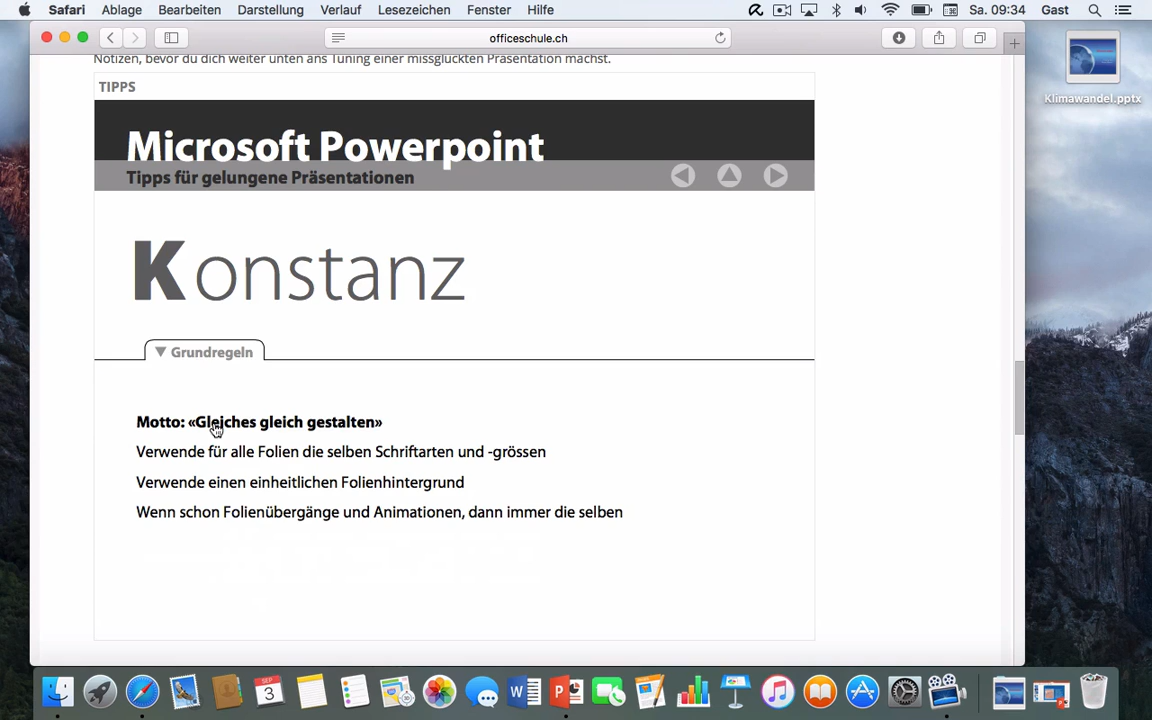 Safari Ablage Bearbeiten Darstellung Verlauf Lesezeichen Fenster Hilfe Sa. 09:34 Gast
officeschule.ch
Notizen, bevor du dich weiter unten ans Tuning einer missglückten Präsentation machst.
TIPPS
Microsoft Powerpoint
Tipps für gelungene Präsentationen
Konstanz
Grundregeln
Motto: «Gleiches gleich gestalten»
Verwende für alle Folien die selben Schriftarten und -grössen
Verwende einen einheitlichen Folienhintergrund
Wenn schon Folienübergänge und Animationen, dann immer die selben
Klimawandel.pptx
SEP
3